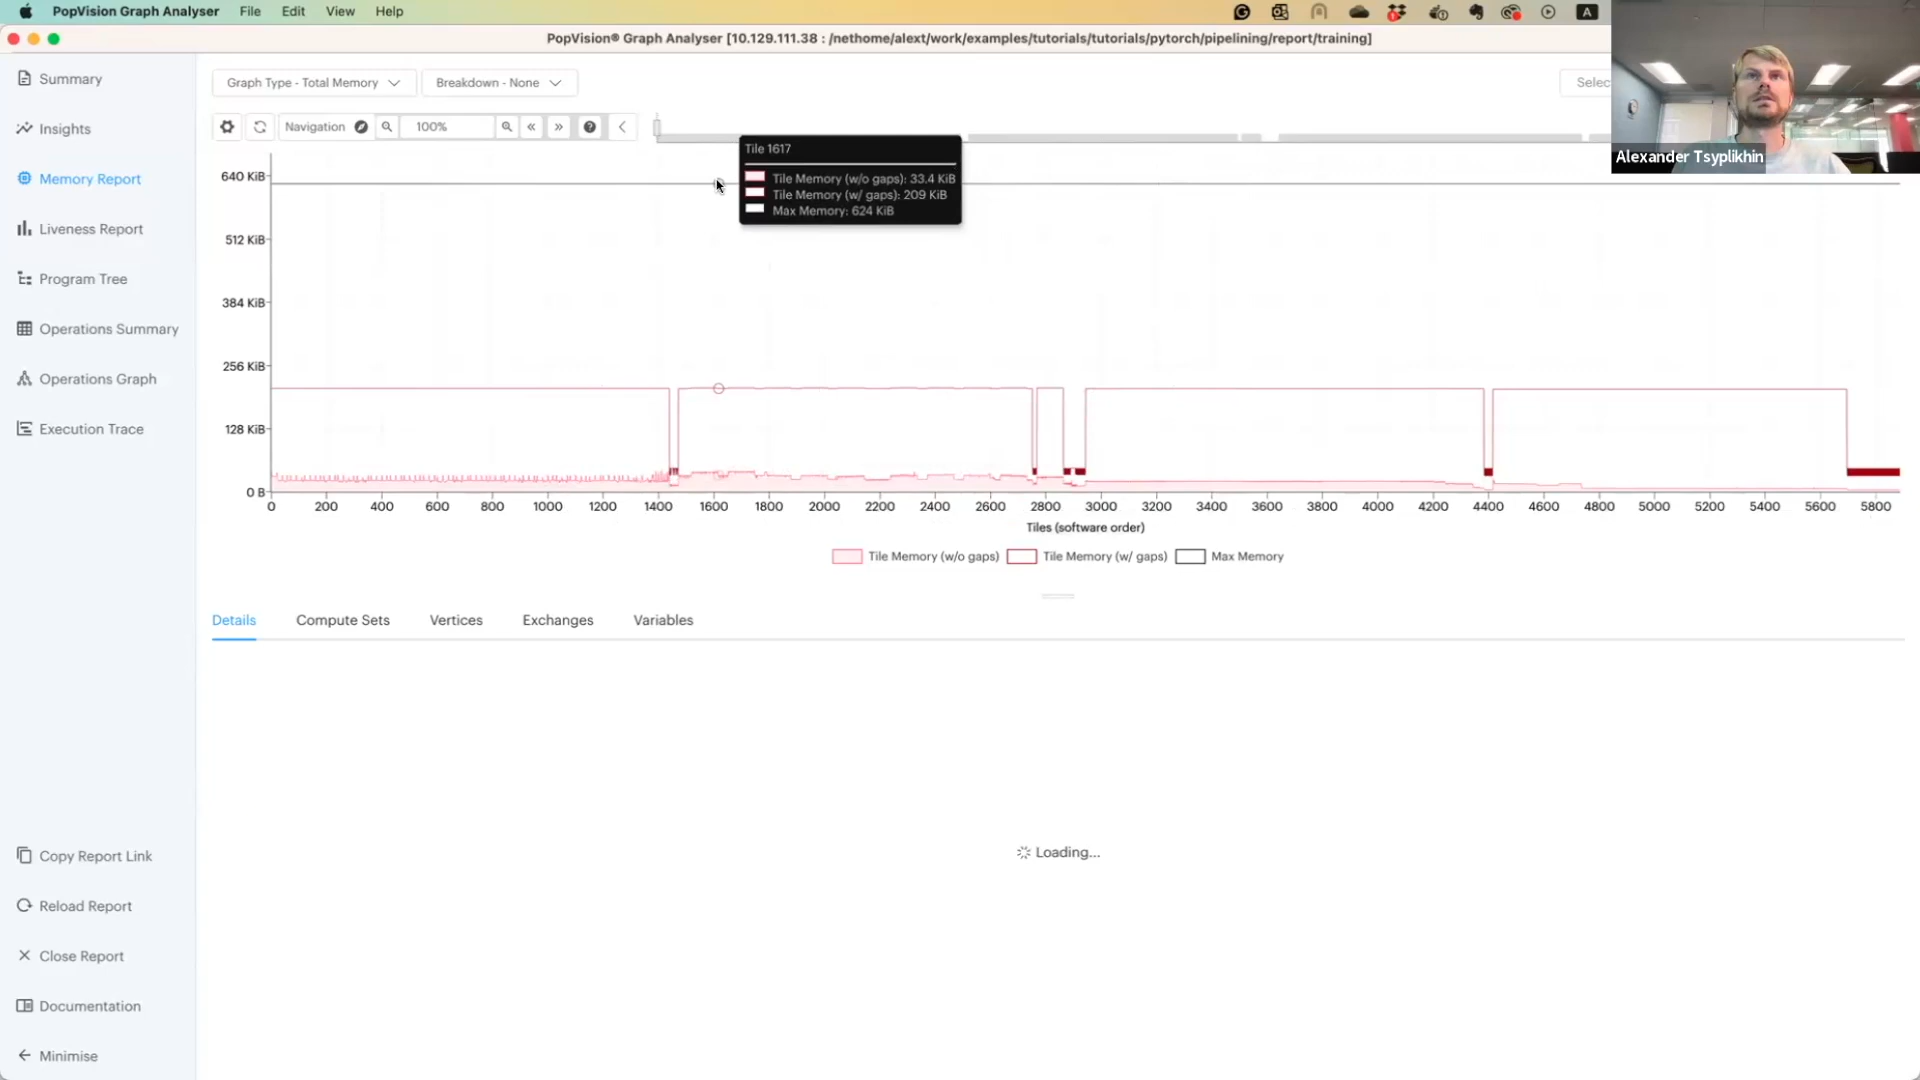 PopVision Graph Analyser File Edit View Help
A
PopVision® Graph Analyser [10.129.111.38 : /nethome/alext/work/examples/tutorials/tutorials/pytorch/pipelining/report/training]
Summary
Insights
Memory Report
Liveness Report
Program Tree
Operations Summary
Operations Graph
Execution Trace
Copy Report Link
Reload Report
Close Report
Documentation
Minimise
Graph Type - Total Memory
Breakdown - None
Selec
Navigation
100%
Alexander Tsyplikhin
Tile 1617
Tile Memory (w/o gaps): 33.4 KiB
Tile Memory (w/ gaps): 209 KiB
Max Memory: 624 KiB
640 KiB
512 KiB
384 KiB
256 KiB
128 KiB
0 B
0 200 400 600 800 1000 1200 1400 1600 1800 2000 2200 2400 2600 2800 3000 3200 3400 3600 3800 4000 4200 4400 4600 4800 5000 5200 5400 5600 5800
Tiles (software order)
Tile Memory (w/o gaps) Tile Memory (w/ gaps) Max Memory
Details Compute Sets Vertices Exchanges Variables
Loading...